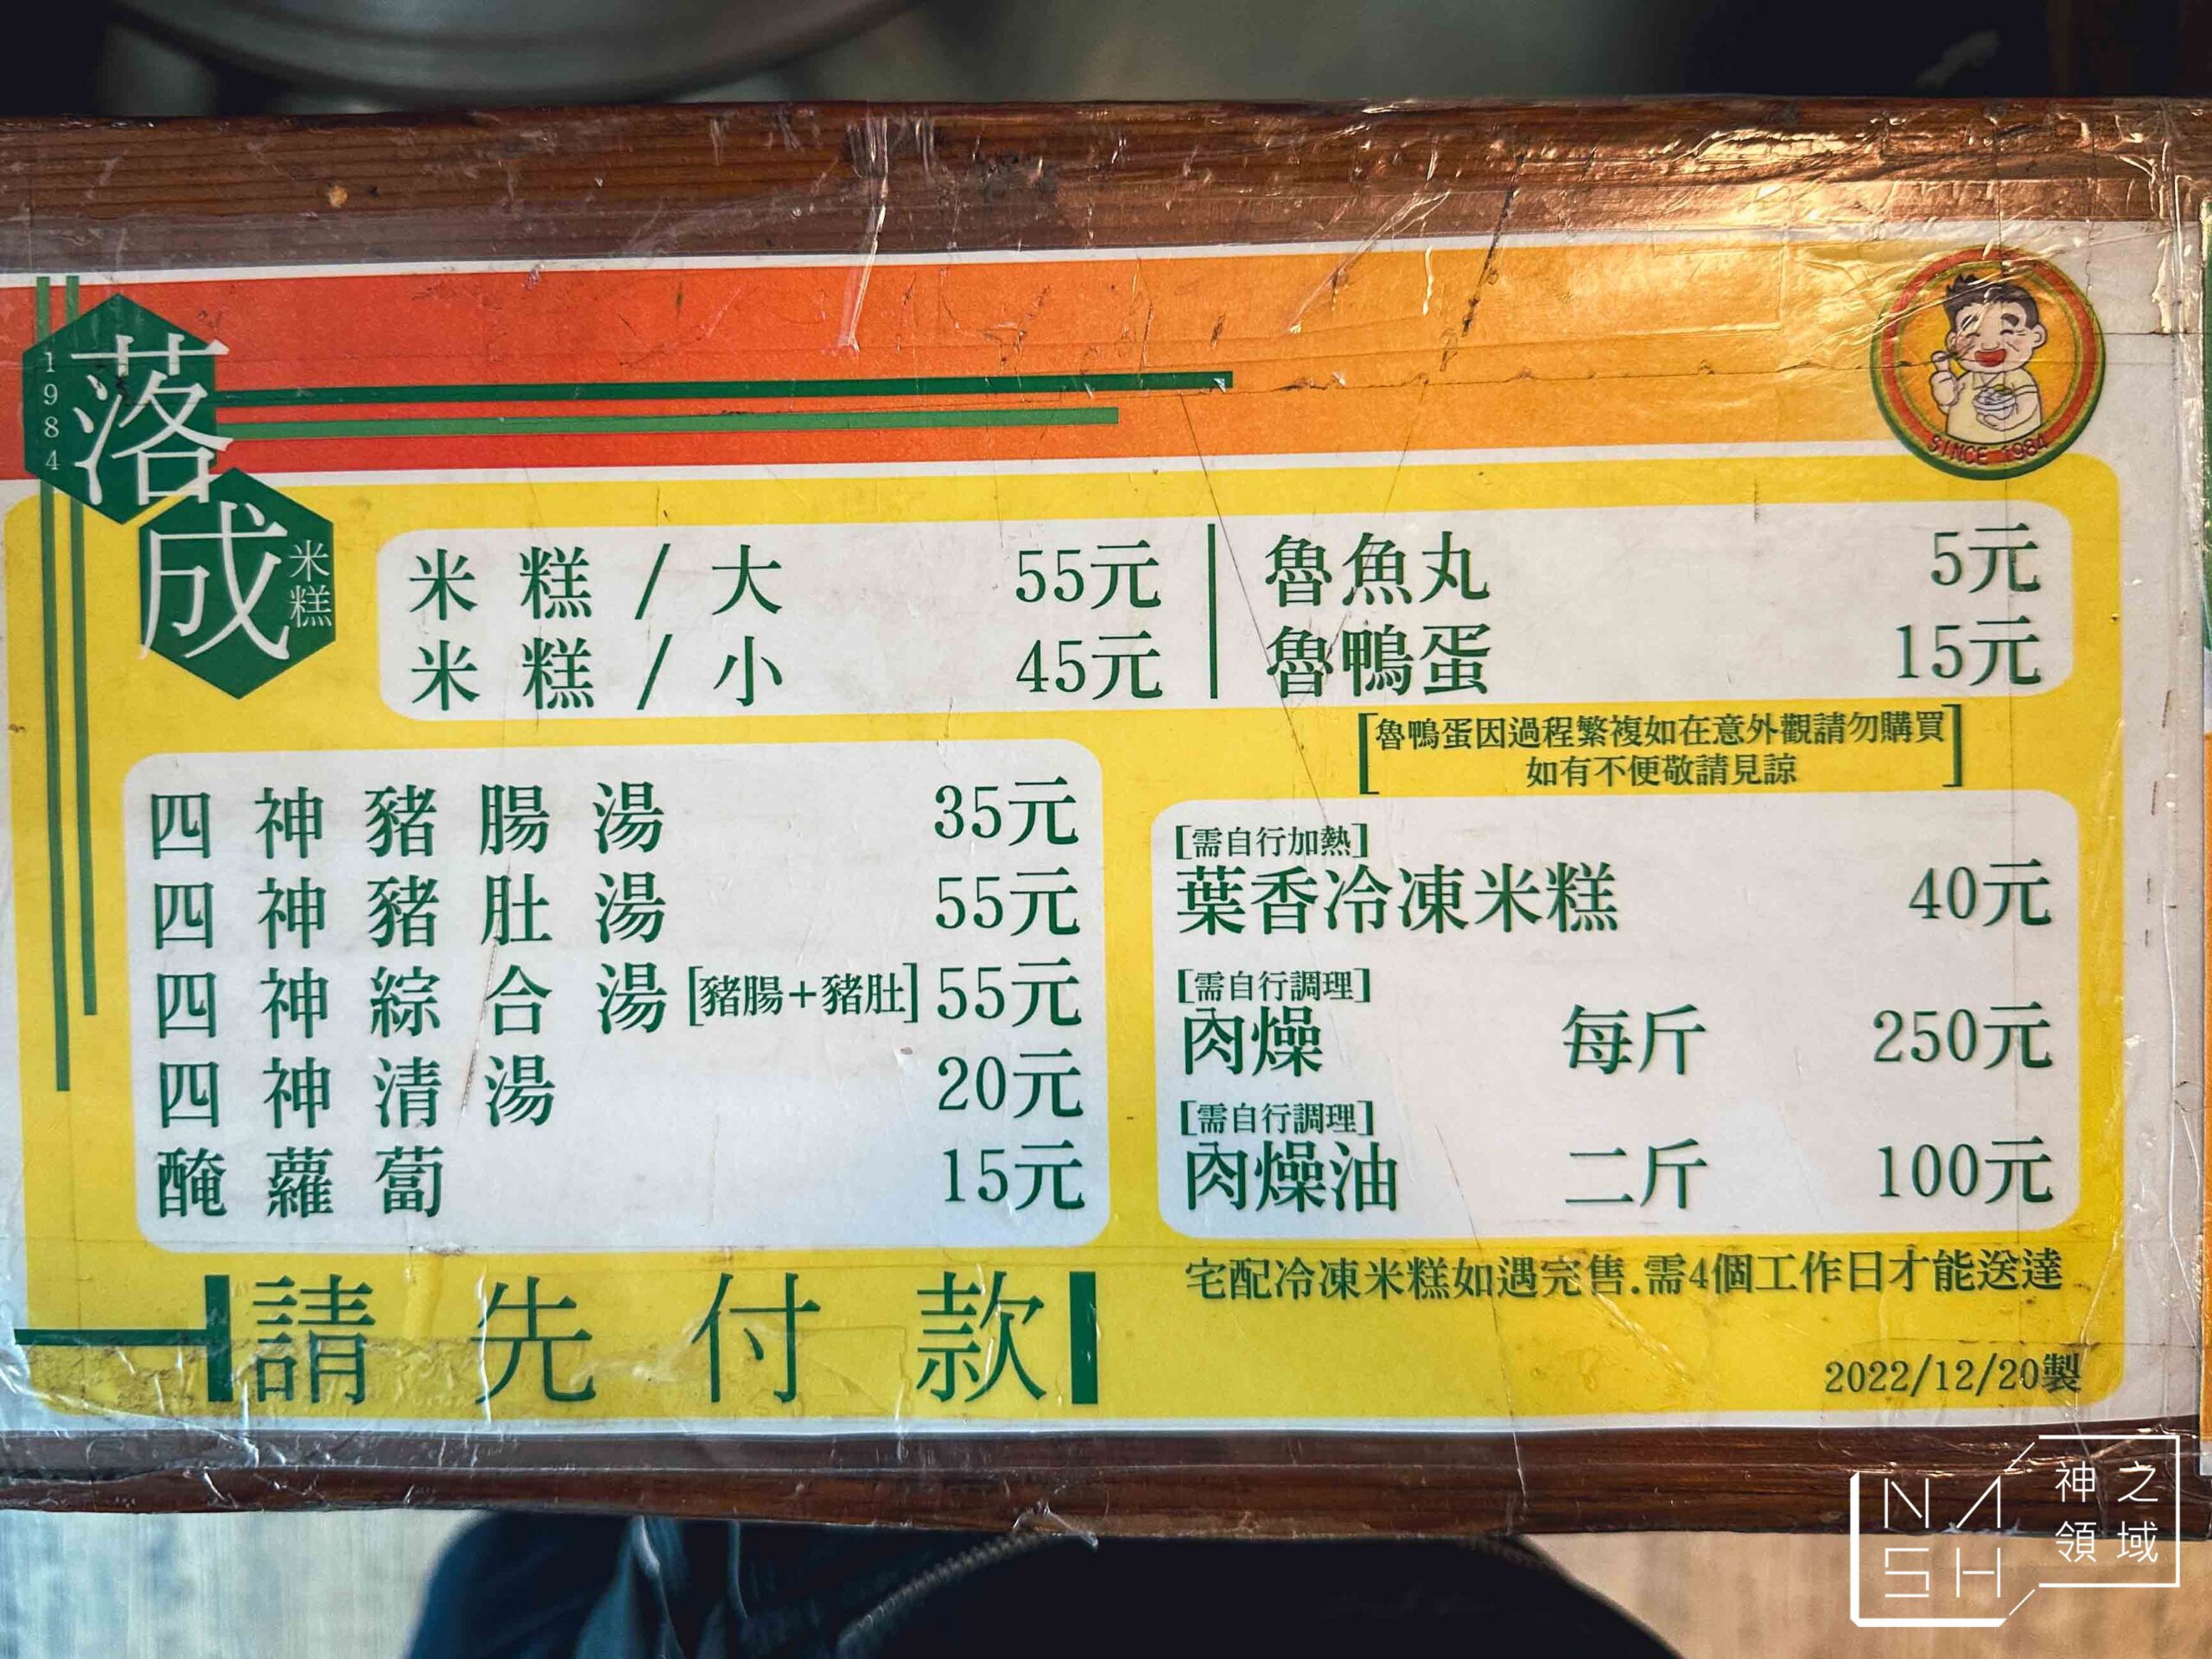 1984
落成
米糕
SINCE 1984
米糕/大 55元
米糕/小 45元
魯魚丸 5元
魯鴨蛋 15元
[魯鴨蛋因過程繁複如在意外觀請勿購買
如有不便敬請見諒]
四神豬腸湯 35元
四神豬肚湯 55元
四神綜合湯[豬腸+豬肚] 55元
四神清湯 20元
醃蘿蔔 15元
[需自行加熱]
葉香冷凍米糕 40元
[需自行調理]
肉燥 每斤 250元
[需自行調理]
肉燥油 二斤 100元
請先付款
宅配冷凍米糕如遇完售.需4個工作日才能送達
2022/12/20製
NASH
神之
領域